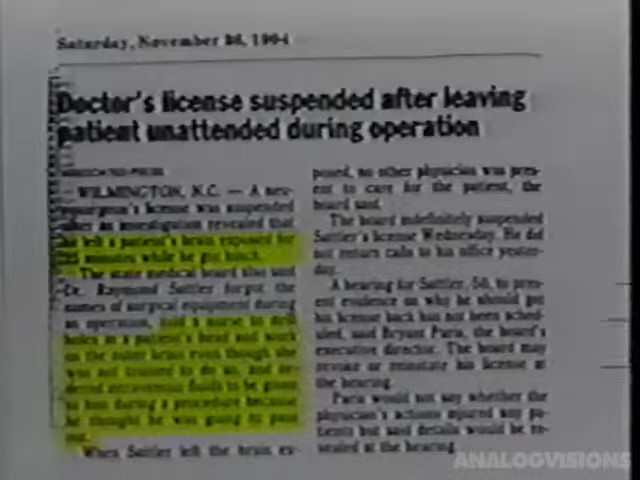 Saturday, November 26, 1994
Doctor's license suspended after leaving
patient unattended during operation
ASSOCIATED PRESS
WILMINGTON, N.C. — A neu-
rosurgeon's license was suspended
after an investigation revealed that
he left a patient's brain exposed for
25 minutes while he got lunch.
The state medical board also said
Dr. Raymond Sattler forgot the
names of surgical equipment during
an operation, told a nurse to drill
holes in a patient's head and work
on the outer brain even though she
was not trained to do so, and or-
dered intravenous fluids to be given
to him during a procedure because
he thought he was going to pass
out.
When Sattler left the brain ex-
posed, no other physician was pres-
ent to care for the patient, the
board said.
The board indefinitely suspended
Sattler's license Wednesday. He did
not return calls to his office yester-
day.
A hearing for Sattler, 50, to pres-
ent evidence on why he should get
his license back has not been sched-
uled, said Bryant Paris, the board's
executive director. The board may
revoke or reinstate his license at
the hearing.
Paris would not say whether the
physician's actions injured any pa-
tients but said details would be re-
vealed at the hearing.
ANALOGVISIONS